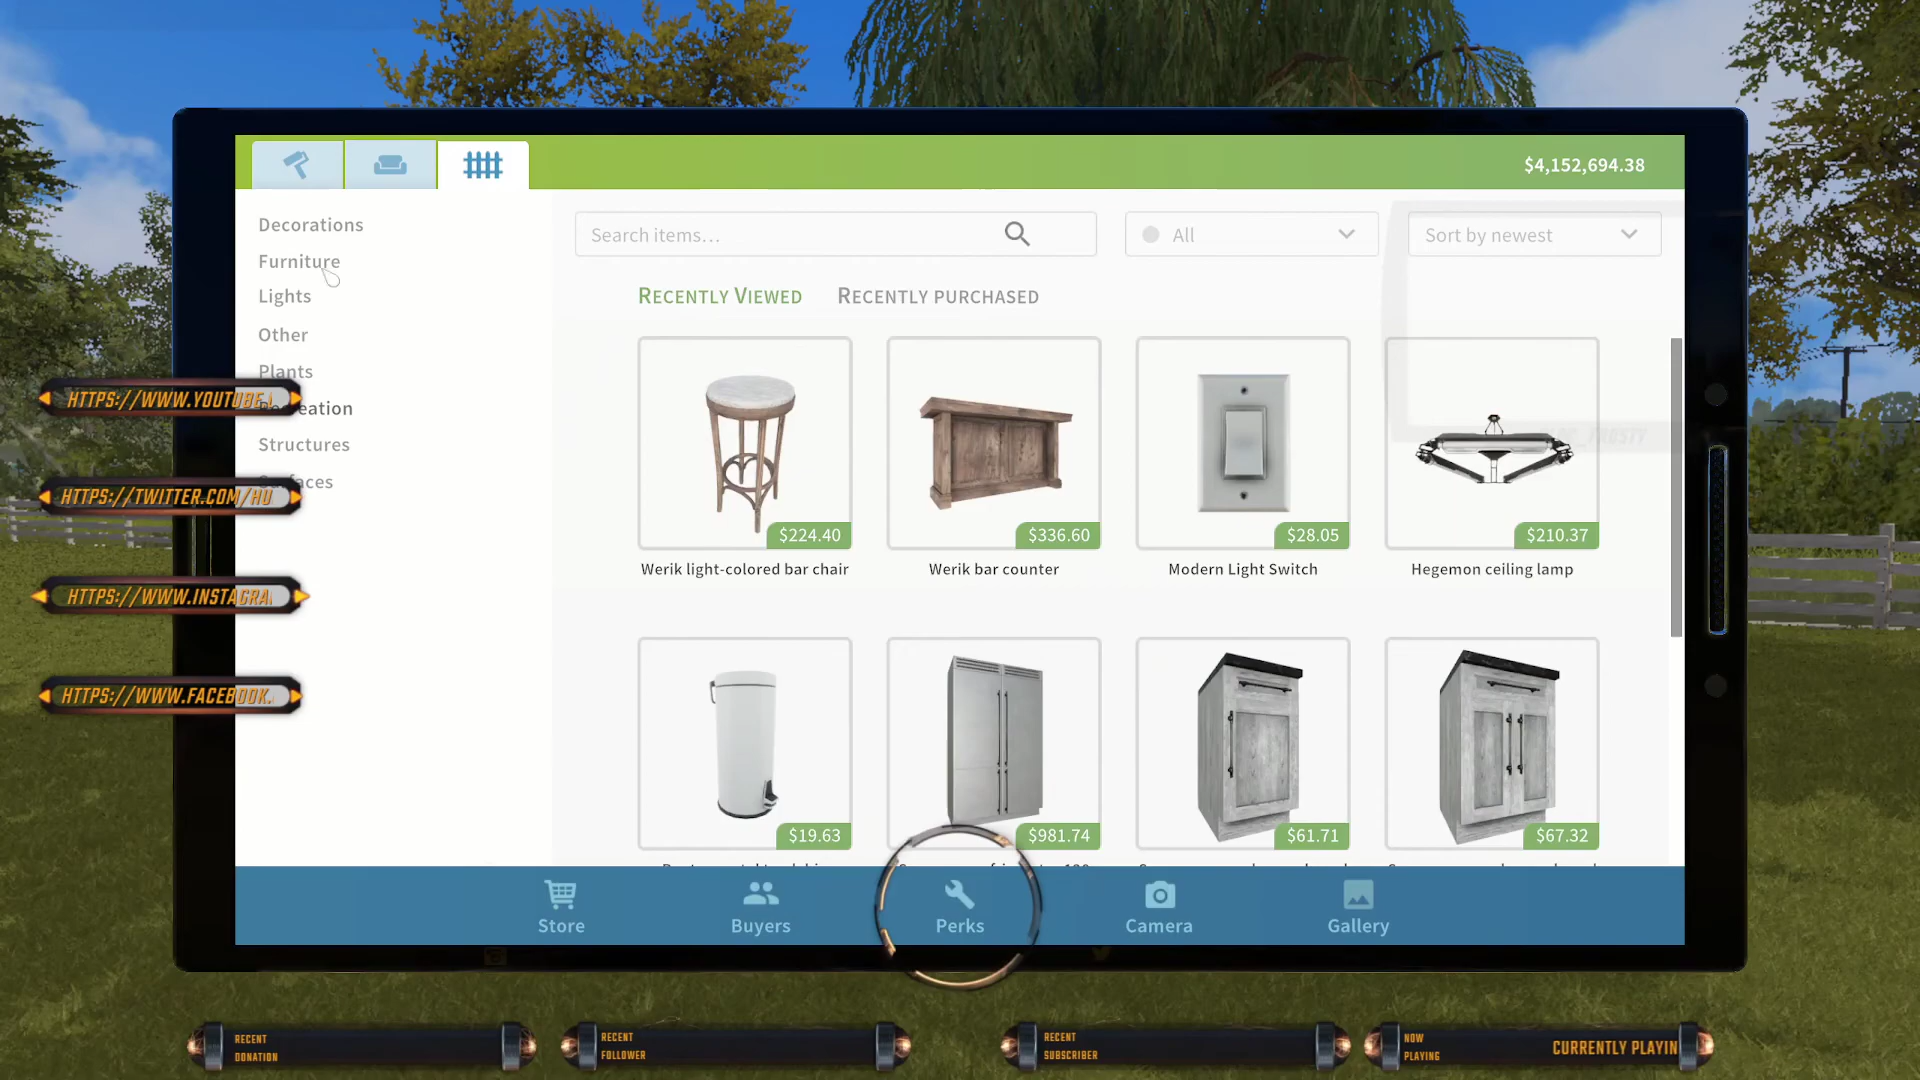 $4,152,694.38
Decorations
Furniture
Lights
Other
Plants
Recreation
Structures
Surfaces
Search items...
All
Sort by newest
RECENTLY VIEWED
RECENTLY PURCHASED
$224.40
$336.60
$28.05
$210.37
Werik light-colored bar chair
Werik bar counter
Modern Light Switch
Hegemon ceiling lamp
$19.63
$981.74
$61.71
$67.32
HTTPS://WWW.YOUTUBE.
HTTPS://TWITTER.COM/HU
HTTPS://WWW.INSTAGRA
HTTPS://WWW.FACEBOOK.
Store
Buyers
Perks
Camera
Gallery
RECENT
DONATION
RECENT
FOLLOWER
RECENT
SUBSCRIBER
NOW
PLAYING
CURRENTLY PLAYIN